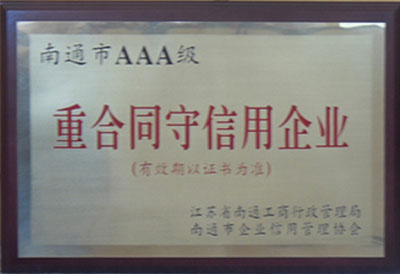 南通市AAA级
重合同守信用企业
(有效期以证书为准)
江苏省南通工商行政管理局
南通市企业信用管理协会